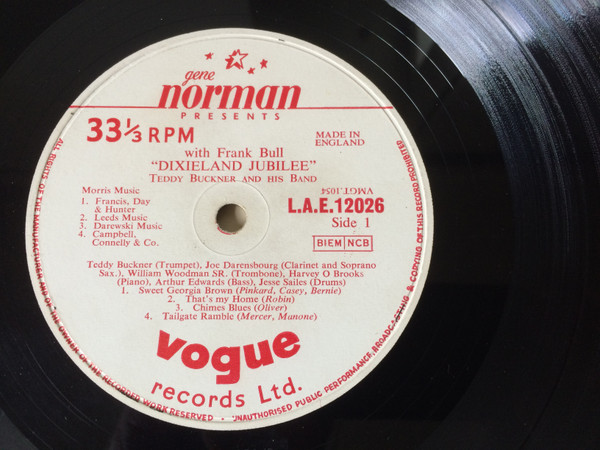 gene
norman
PRESENTS
33 1/3 RPM
MADE IN
ENGLAND
with Frank Bull
"DIXIELAND JUBILEE"
TEDDY BUCKNER AND HIS BAND
Morris Music
1. Francis, Day
& Hunter
2. Leeds Music
3. Darewski Music
4. Campbell,
Connelly & Co.
AMGT.1054
L.A.E.12026
Side 1
BIEM NCB
Teddy Buckner (Trumpet), Joe Darensbourg (Clarinet and Soprano
Sax.), William Woodman SR. (Trombone), Harvey O Brooks
(Piano), Arthur Edwards (Bass), Jesse Sailes (Drums)
1. Sweet Georgia Brown (Pinkard, Casey, Bernie)
2. That's my Home (Robin)
3. Chimes Blues (Oliver)
4. Tailgate Ramble (Mercer, Manone)
vogue
records Ltd.
ALL RIGHTS OF THE MANUFACTURER AND OF THE OWNER OF THE RECORDED WORK RESERVED • UNAUTHORISED PUBLIC PERFORMANCE, BROADCASTING & COPYING OF THIS RECORD PROHIBITED